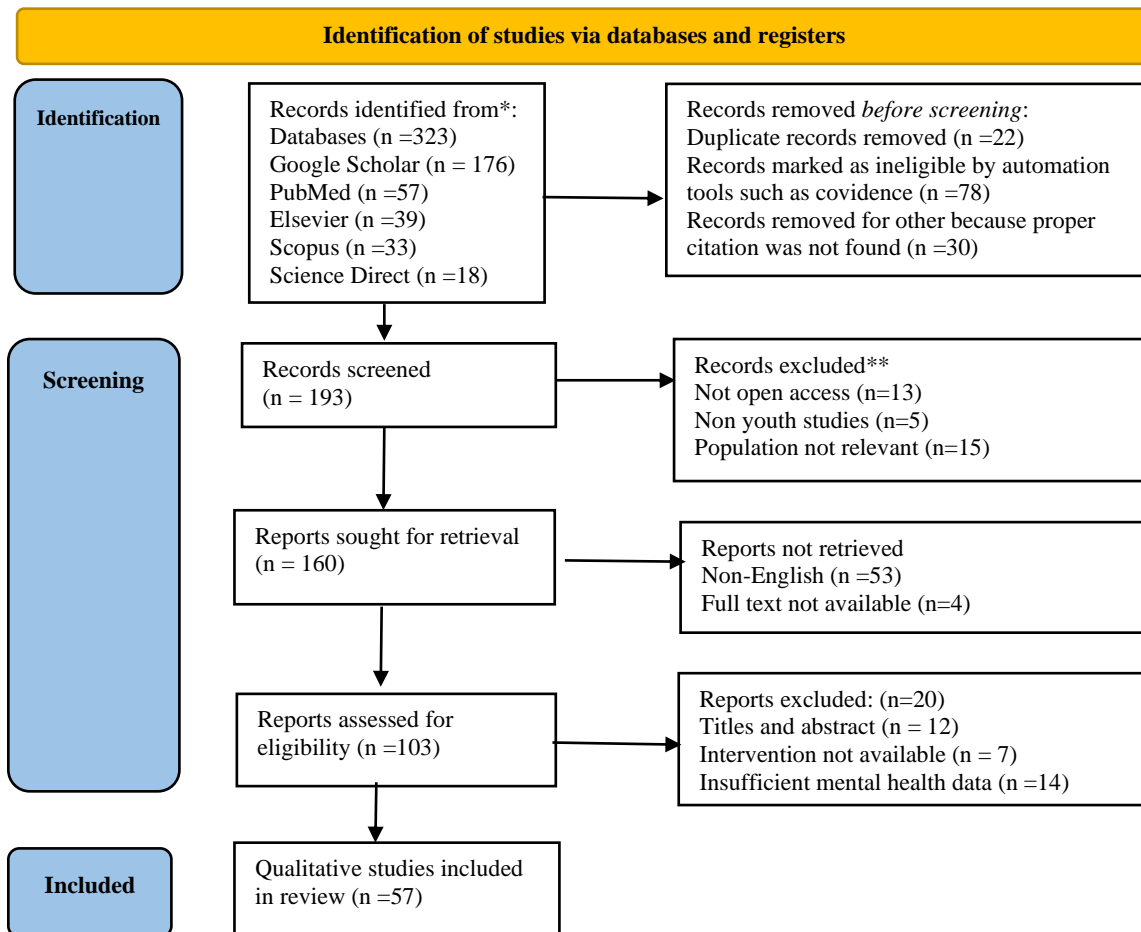 Identification of studies via databases and registers
Identification
Records identified from*:
Databases (n =323)
Google Scholar (n = 176)
PubMed (n =57)
Elsevier (n =39)
Scopus (n =33)
Science Direct (n =18)
Records removed before screening:
Duplicate records removed (n =22)
Records marked as ineligible by automation
tools such as covidence (n =78)
Records removed for other because proper
citation was not found (n =30)
Screening
Records screened
(n = 193)
Records excluded**
Not open access (n=13)
Non youth studies (n=5)
Population not relevant (n=15)
Reports sought for retrieval
(n = 160)
Reports not retrieved
Non-English (n =53)
Full text not available (n=4)
Reports assessed for
eligibility (n =103)
Reports excluded: (n=20)
Titles and abstract (n = 12)
Intervention not available (n = 7)
Insufficient mental health data (n =14)
Included
Qualitative studies included
in review (n =57)